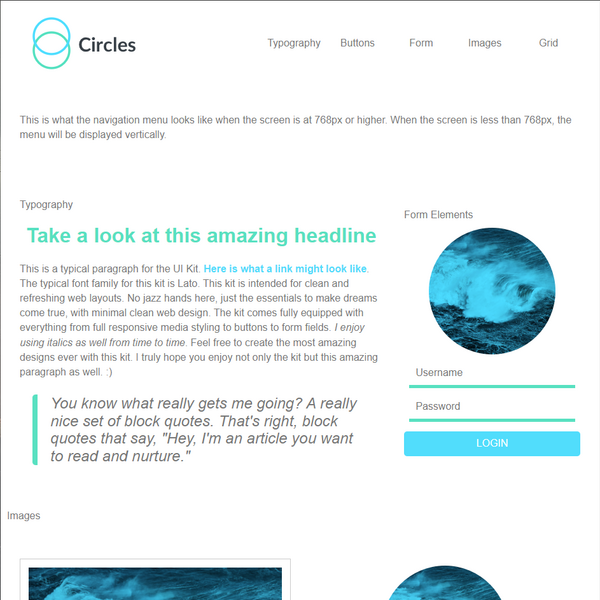 Circles
Typography Buttons Form Images Grid
This is what the navigation menu looks like when the screen is at 768px or higher. When the screen is less than 768px, the
menu will be displayed vertically.
Typography
Take a look at this amazing headline
This is a typical paragraph for the UI Kit. Here is what a link might look like.
The typical font family for this kit is Lato. This kit is intended for clean and
refreshing web layouts. No jazz hands here, just the essentials to make dreams
come true, with minimal clean web design. The kit comes fully equipped with
everything from full responsive media styling to buttons to form fields. I enjoy
using italics as well from time to time. Feel free to create the most amazing
designs ever with this kit. I truly hope you enjoy not only the kit but this amazing
paragraph as well. :)
You know what really gets me going? A really
nice set of block quotes. That's right, block
quotes that say, "Hey, I'm an article you want
to read and nurture."
Form Elements
Username
Password
LOGIN
Images